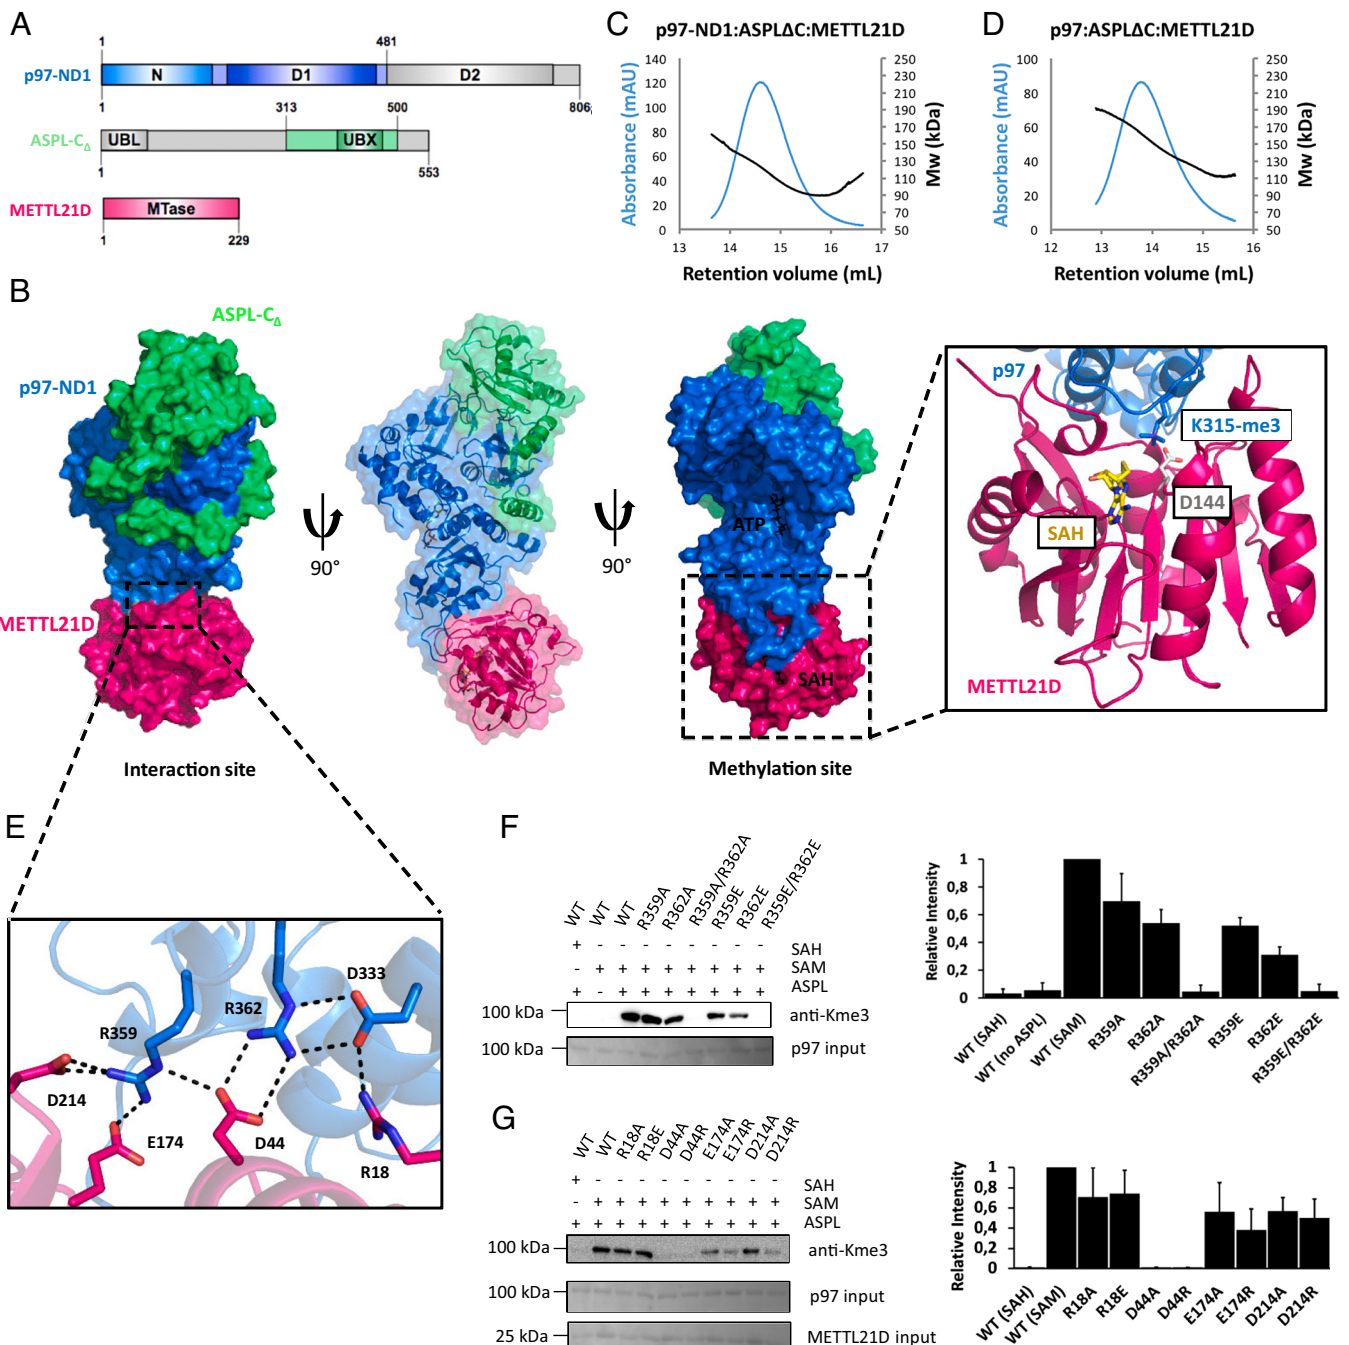 A
1
481
p97-ND1
N
D1
D2
1
313
500
806
ASPL-CΔ
UBL
UBX
1
553
METTL21D
MTase
1
229
C
p97-ND1:ASPLΔC:METTL21D
Absorbance (mAU)
140
120
100
80
60
40
20
0
250
230
210
190
170
150
130
110
90
70
50
Mw (kDa)
13
14
15
16
17
Retention volume (mL)
D
p97:ASPLΔC:METTL21D
Absorbance (mAU)
100
80
60
40
20
0
250
230
210
190
170
150
130
110
90
70
50
Mw (kDa)
12
13
14
15
16
Retention volume (mL)
B
ASPL-CΔ
p97-ND1
METTL21D
90°
90°
ATP
SAH
p97
K315-me3
D144
SAH
METTL21D
Interaction site
Methylation site
E
D333
R362
R359
D214
E174
D44
R18
F
WT
WT
WT
R359A
R362A
R359A/R362A
R359E
R362E
R359E/R362E
+ - - - - - - - - SAH
- + + + + + + + + SAM
+ - + + + + + + + ASPL
100 kDa
anti-Kme3
100 kDa
p97 input
Relative Intensity
1
0,8
0,6
0,4
0,2
0
WT (SAH)
WT (no ASPL)
WT (SAM)
R359A
R362A
R359A/R362A
R359E
R362E
R359E/R362E
G
WT
WT
R18A
R18E
D44A
D44R
E174A
E174R
D214A
D214R
+ - - - - - - - - - SAH
- + + + + + + + + + SAM
+ + + + + + + + + + ASPL
100 kDa
anti-Kme3
100 kDa
p97 input
25 kDa
METTL21D input
Relative Intensity
1
0,8
0,6
0,4
0,2
0
WT (SAH)
WT (SAM)
R18A
R18E
D44A
D44R
E174A
E174R
D214A
D214R